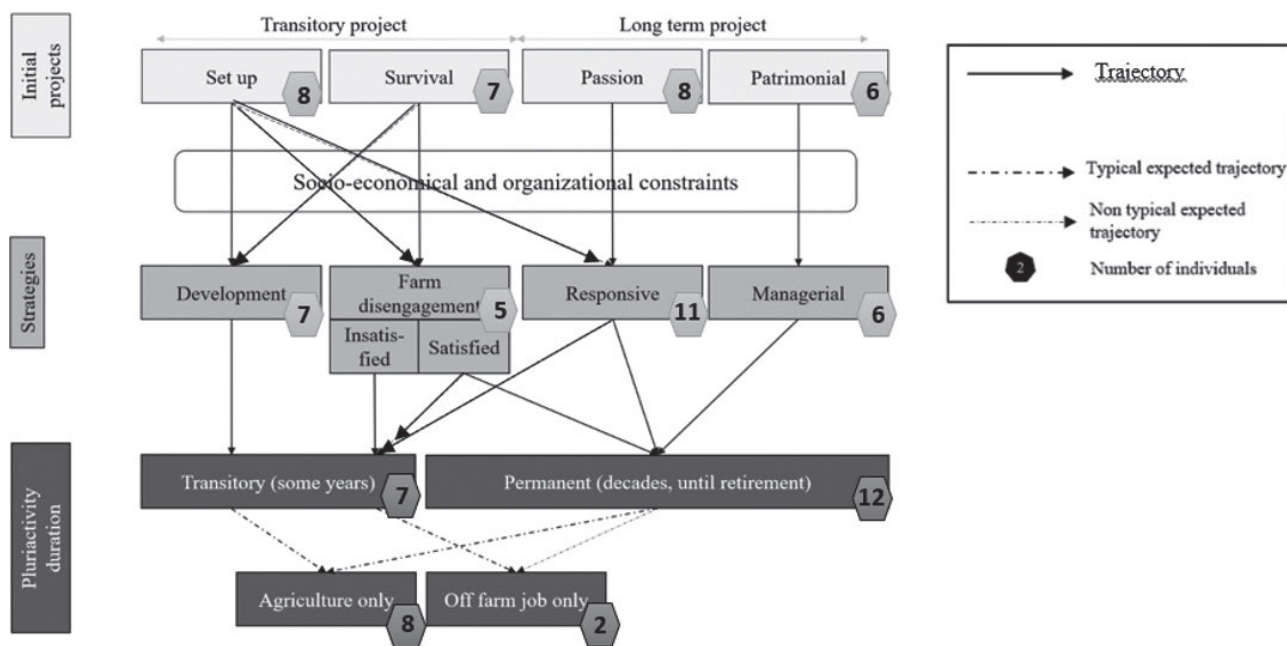 Transitory project
Long term project
Initial
projects
Set up
8
Survival
7
Passion
8
Patrimonial
6
Socio-economical and organizational constraints
Strategies
Development
7
Farm
disengagement
5
Insatis-
fied
Satisfied
Responsive
11
Managerial
6
Pluriactivity
duration
Transitory (some years)
7
Permanent (decades, until retirement)
12
Agriculture only
8
Off farm job only
2
Trajectory
Typical expected trajectory
Non typical expected
trajectory
2
Number of individuals